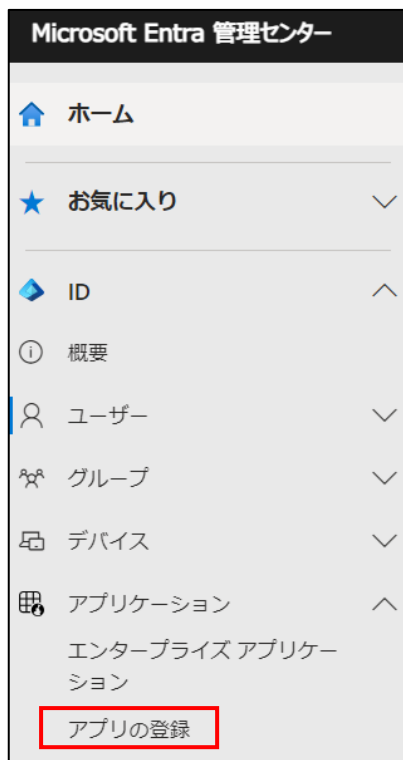 Microsoft Entra 管理センター
ホーム
お気に入り
ID
概要
ユーザー
グループ
デバイス
アプリケーション
エンタープライズ アプリケー
ション
アプリの登録